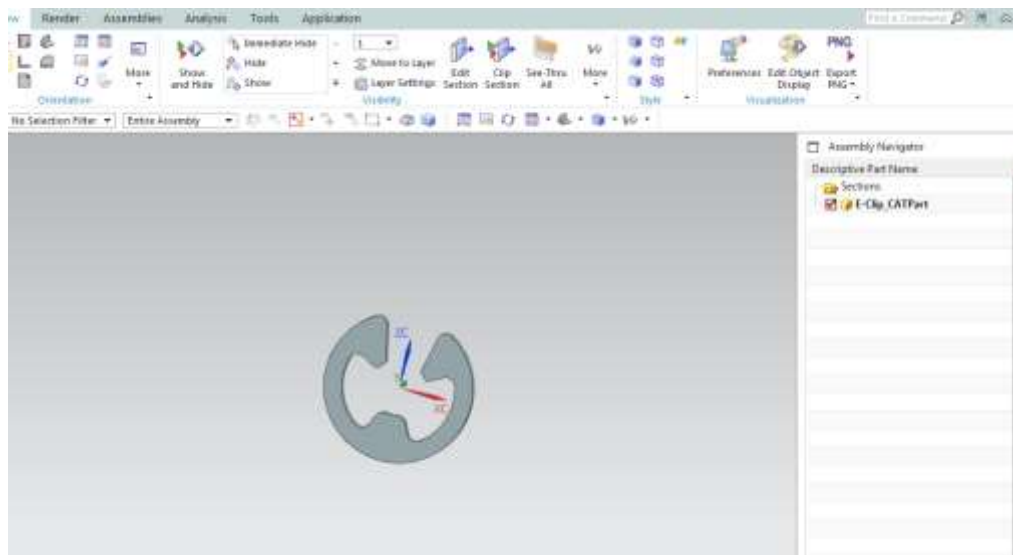 Render Assemblies Analysis Tools Application
Find a Command
Immediate Hide
Hide
Show
More
Show and Hide
1
Move to Layer
Layer Settings
Edit Section
Clip Section
See-Thru All
More
Preferences
Edit Object Display
Export PNG
PNG
Orientation
Visibility
Style
Visualization
No Selection Filter
Entire Assembly
Assembly Navigator
Descriptive Part Name
Sections
E-Clip_CATPart
ZC
XC